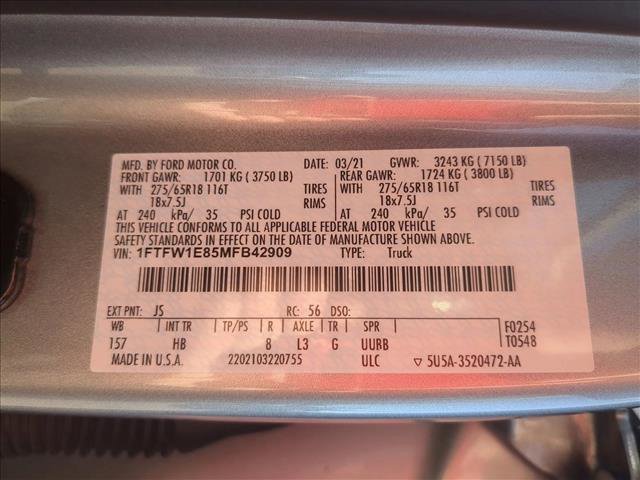 MFD. BY FORD MOTOR CO. DATE: 03/21 GVWR: 3243 KG ( 7150 LB)
FRONT GAWR: 1701 KG ( 3750 LB) REAR GAWR: 1724 KG ( 3800 LB)
WITH 275/65R18 116T TIRES WITH 275/65R18 116T TIRES
18x7.5J RIMS 18x7.5J RIMS
AT 240 kPa/ 35 PSI COLD AT 240 kPa/ 35 PSI COLD
THIS VEHICLE CONFORMS TO ALL APPLICABLE FEDERAL MOTOR VEHICLE
SAFETY STANDARDS IN EFFECT ON THE DATE OF MANUFACTURE SHOWN ABOVE.
VIN: 1FTFW1E85MFB42909 TYPE: Truck
EXT PNT: JS RC: 56 DSO:
WB INT TR TP/PS R AXLE TR SPR F0254
157 HB 8 L3 G UURB T0548
MADE IN U.S.A. 2202103220755 ULC ▽ 5U5A-3520472-AA